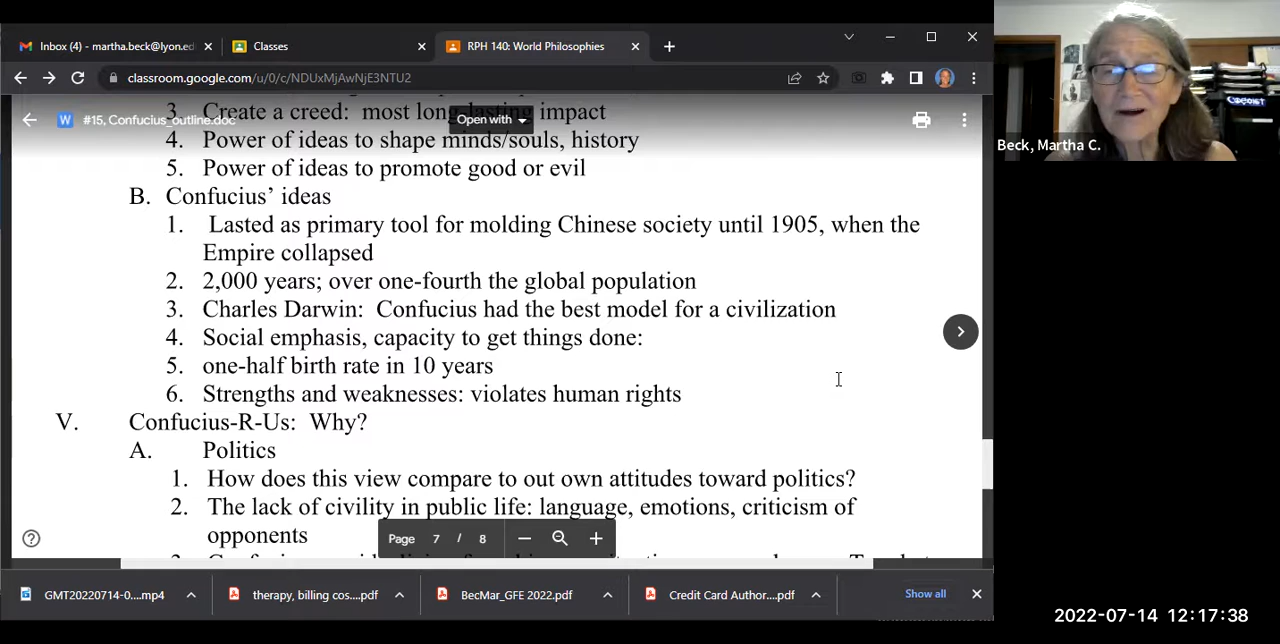 Inbox (4) - martha.beck@lyon.ed
Classes
RPH 140: World Philosophies
classroom.google.com/u/0/c/NDUxMjAwNjE3NTU2
3. Create a creed: most long-lasting impact
#15, Confucius_outline.doc
Open with
4. Power of ideas to shape minds/souls, history
5. Power of ideas to promote good or evil
B. Confucius' ideas
1. Lasted as primary tool for molding Chinese society until 1905, when the
Empire collapsed
2. 2,000 years; over one-fourth the global population
3. Charles Darwin: Confucius had the best model for a civilization
4. Social emphasis, capacity to get things done:
5. one-half birth rate in 10 years
6. Strengths and weaknesses: violates human rights
V. Confucius-R-Us: Why?
A. Politics
1. How does this view compare to out own attitudes toward politics?
2. The lack of civility in public life: language, emotions, criticism of
opponents
Page 7 / 8
GMT20220714-0....mp4
therapy, billing cos....pdf
BecMar_GFE 2022.pdf
Credit Card Author....pdf
Show all
Beck, Martha C.
2022-07-14 12:17:38